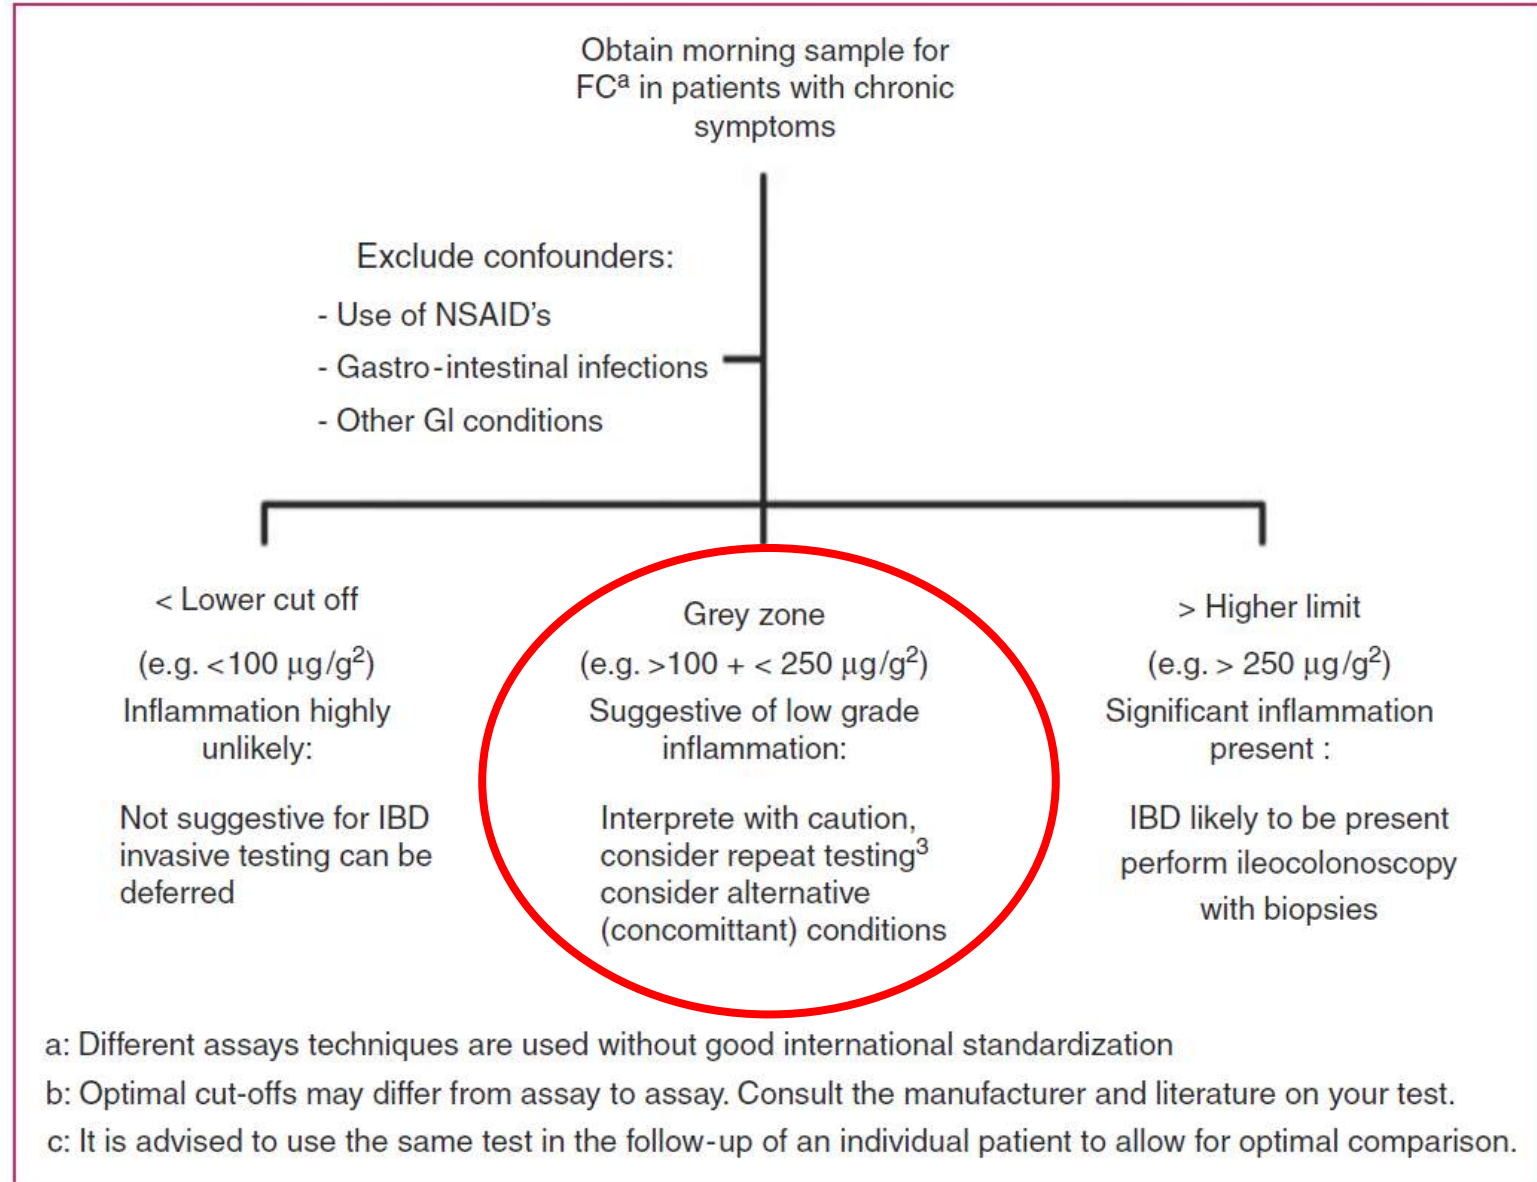 Obtain morning sample for
FCª in patients with chronic
symptoms
Exclude confounders:
- Use of NSAID's
- Gastro-intestinal infections
- Other GI conditions
< Lower cut off
(e.g. <100 µg/g²)
Inflammation highly
unlikely:
Not suggestive for IBD
invasive testing can be
deferred
Grey zone
(e.g. >100 + < 250 µg/g²)
Suggestive of low grade
inflammation:
Interprete with caution,
consider repeat testing³
consider alternative
(concomittant) conditions
> Higher limit
(e.g. > 250 µg/g²)
Significant inflammation
present :
IBD likely to be present
perform ileocolonoscopy
with biopsies
a: Different assays techniques are used without good international standardization
b: Optimal cut-offs may differ from assay to assay. Consult the manufacturer and literature on your test.
c: It is advised to use the same test in the follow-up of an individual patient to allow for optimal comparison.